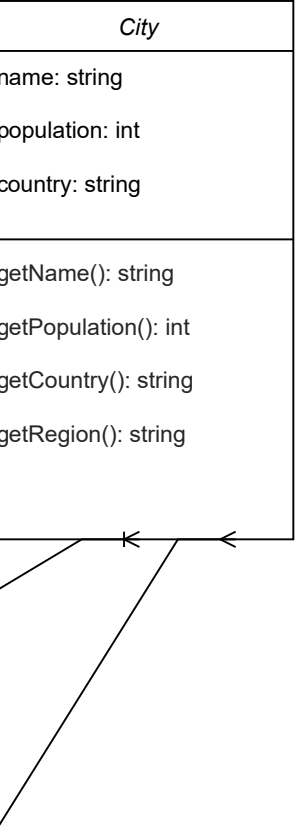 City
name: string
population: int
country: string
getName(): string
getPopulation(): int
getCountry(): string
getRegion(): string